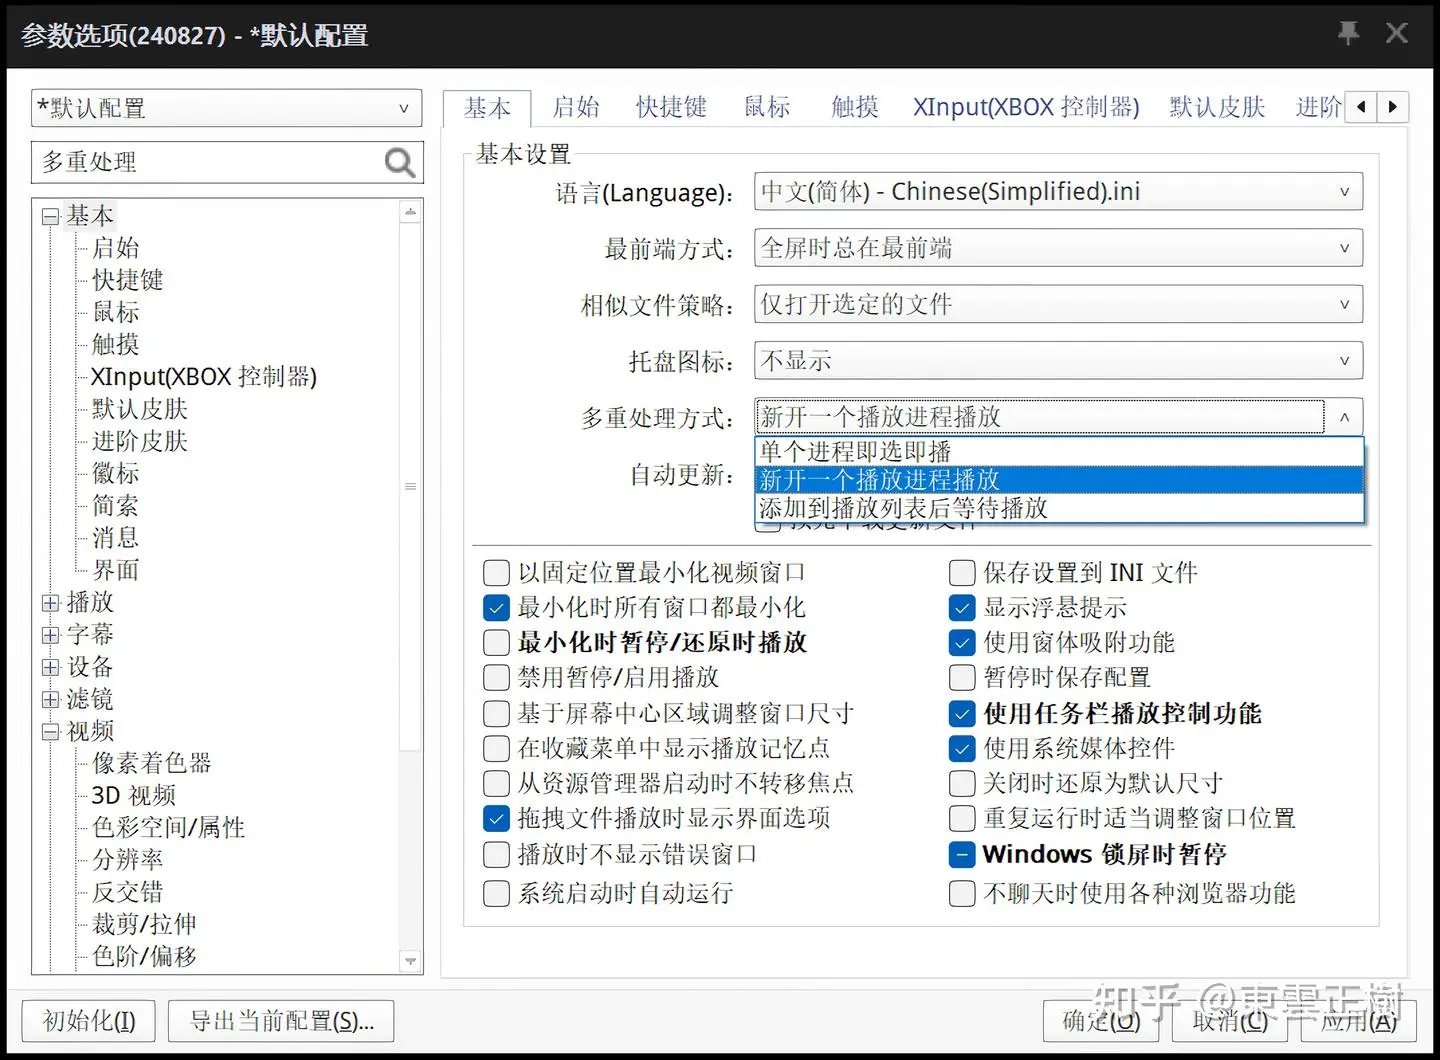 参数选项(240827) - *默认配置
*默认配置
多重处理
基本
启始
快捷键
鼠标
触摸
XInput(XBOX 控制器)
默认皮肤
进阶皮肤
徽标
简索
消息
界面
播放
字幕
设备
滤镜
视频
像素着色器
3D 视频
色彩空间/属性
分辨率
反交错
裁剪/拉伸
色阶/偏移
基本 启始 快捷键 鼠标 触摸 XInput(XBOX 控制器) 默认皮肤 进阶
基本设置
语言(Language): 中文(简体) - Chinese(Simplified).ini
最前端方式: 全屏时总在最前端
相似文件策略: 仅打开选定的文件
托盘图标: 不显示
多重处理方式: 新开一个播放进程播放
单个进程即选即播
自动更新: 新开一个播放进程播放
添加到播放列表后等待播放
以固定位置最小化视频窗口
最小化时所有窗口都最小化
最小化时暂停/还原时播放
禁用暂停/启用播放
基于屏幕中心区域调整窗口尺寸
在收藏菜单中显示播放记忆点
从资源管理器启动时不转移焦点
拖拽文件播放时显示界面选项
播放时不显示错误窗口
系统启动时自动运行
保存设置到 INI 文件
显示浮悬提示
使用窗体吸附功能
暂停时保存配置
使用任务栏播放控制功能
使用系统媒体控件
关闭时还原为默认尺寸
重复运行时适当调整窗口位置
Windows 锁屏时暂停
不聊天时使用各种浏览器功能
初始化(I) 导出当前配置(S)... 确定(O) 取消(C) 应用(A)
知乎 @東雲正樹